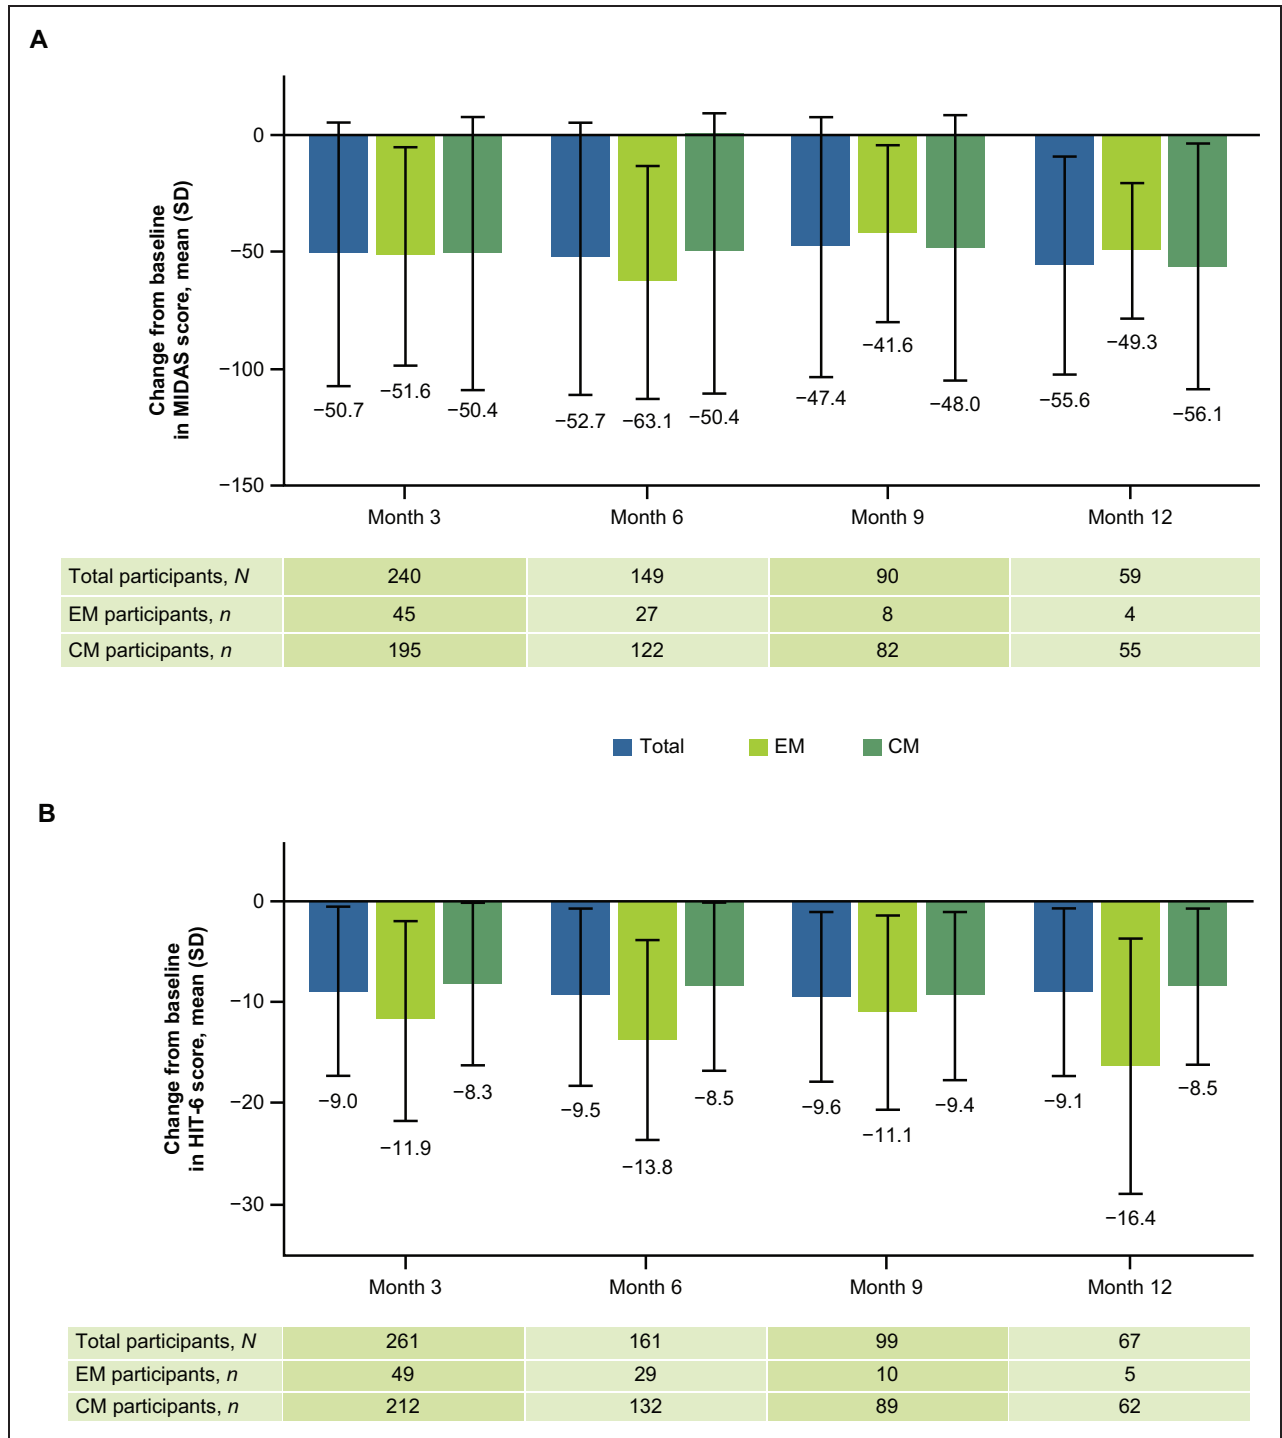 A
Change from baseline
in MIDAS score, mean (SD)
0
−50
−100
−150
−50.7
−51.6
−50.4
−52.7
−63.1
−50.4
−47.4
−41.6
−48.0
−55.6
−49.3
−56.1
Month 3 Month 6 Month 9 Month 12
Total participants, N 240 149 90 59
EM participants, n 45 27 8 4
CM participants, n 195 122 82 55
Total EM CM
B
Change from baseline
in HIT-6 score, mean (SD)
0
−10
−20
−30
−9.0
−11.9
−8.3
−9.5
−13.8
−8.5
−9.6
−11.1
−9.4
−9.1
−16.4
−8.5
Month 3 Month 6 Month 9 Month 12
Total participants, N 261 161 99 67
EM participants, n 49 29 10 5
CM participants, n 212 132 89 62